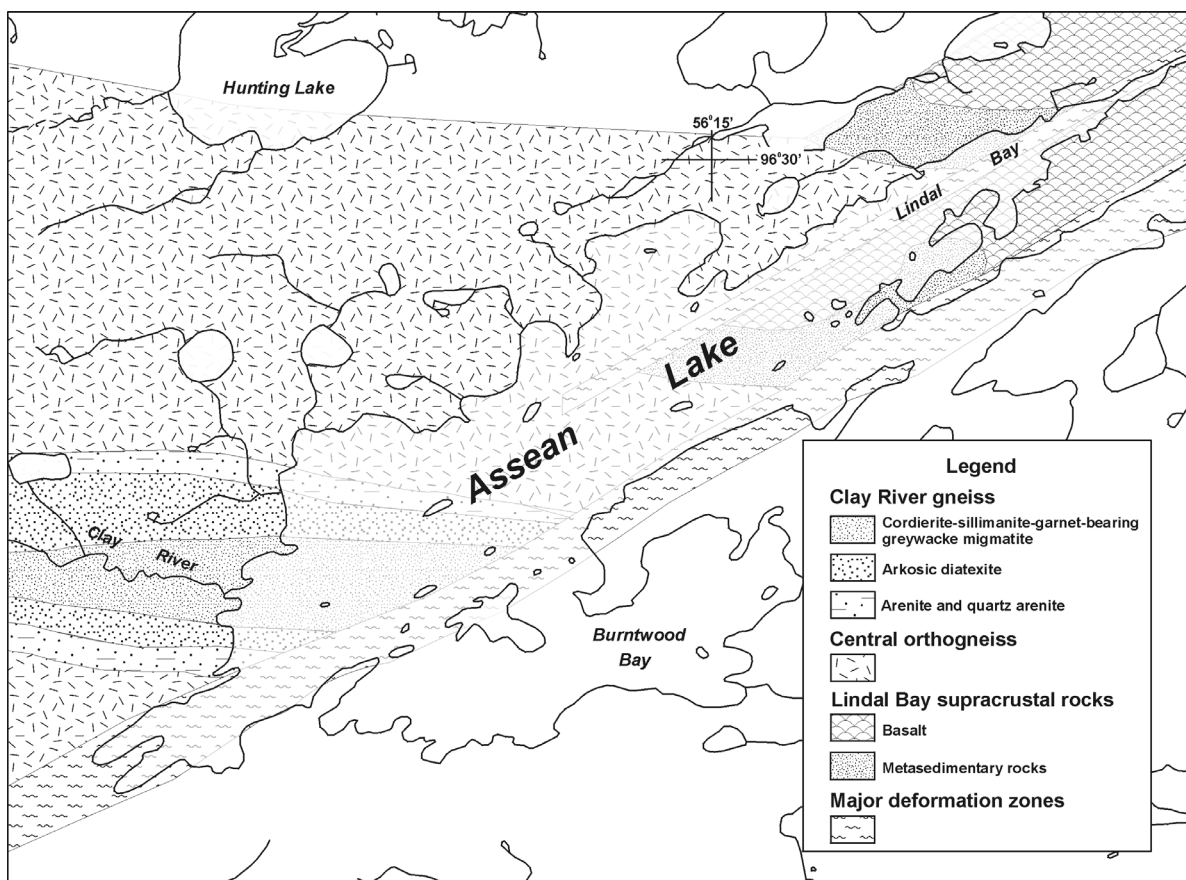 Hunting Lake
56°15'
96°30'
Lindal Bay
Assean Lake
Clay River
Burntwood
Bay
Legend
Clay River gneiss
Cordierite-sillimanite-garnet-bearing
greywacke migmatite
Arkosic diatexite
Arenite and quartz arenite
Central orthogneiss
Lindal Bay supracrustal rocks
Basalt
Metasedimentary rocks
Major deformation zones